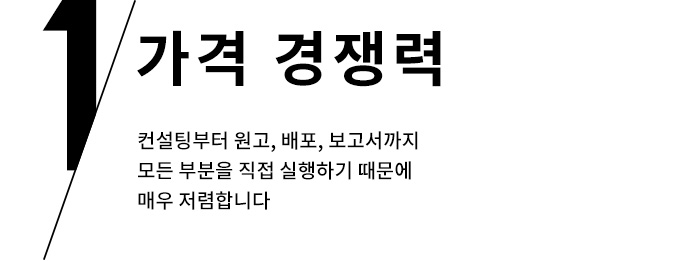 1
가격 경쟁력
컨설팅부터 원고, 배포, 보고서까지
모든 부분을 직접 실행하기 때문에
매우 저렴합니다